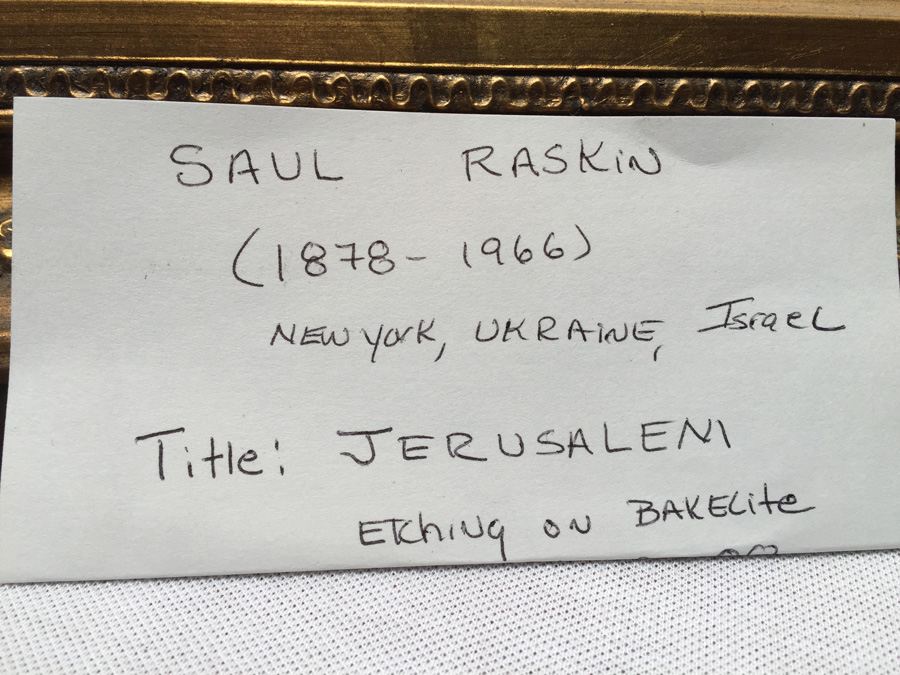 SAUL RASKIN
(1878-1966)
NEW York, UKRAINE, Israel
Title: JERUSALEM
Etching on BAKELite